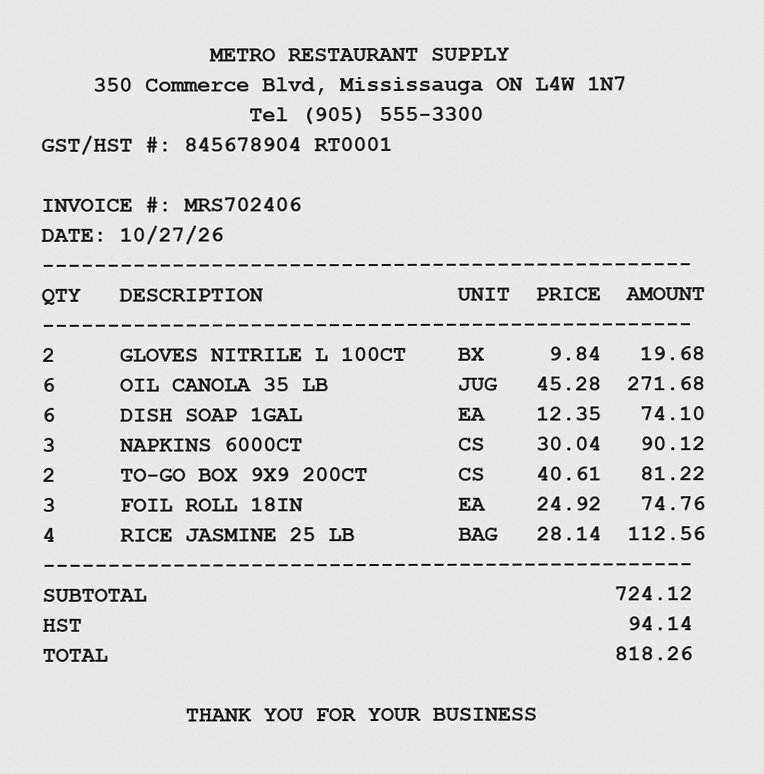 METRO RESTAURANT SUPPLY
350 Commerce Blvd, Mississauga ON L4W 1N7
Tel (905) 555-3300
GST/HST #: 845678904 RT0001
INVOICE #: MRS702406
DATE: 10/27/26
--------------------------------------------------
QTY DESCRIPTION UNIT PRICE AMOUNT
--------------------------------------------------
2 GLOVES NITRILE L 100CT BX 9.84 19.68
6 OIL CANOLA 35 LB JUG 45.28 271.68
6 DISH SOAP 1GAL EA 12.35 74.10
3 NAPKINS 6000CT CS 30.04 90.12
2 TO-GO BOX 9X9 200CT CS 40.61 81.22
3 FOIL ROLL 18IN EA 24.92 74.76
4 RICE JASMINE 25 LB BAG 28.14 112.56
--------------------------------------------------
SUBTOTAL 724.12
HST 94.14
TOTAL 818.26
THANK YOU FOR YOUR BUSINESS